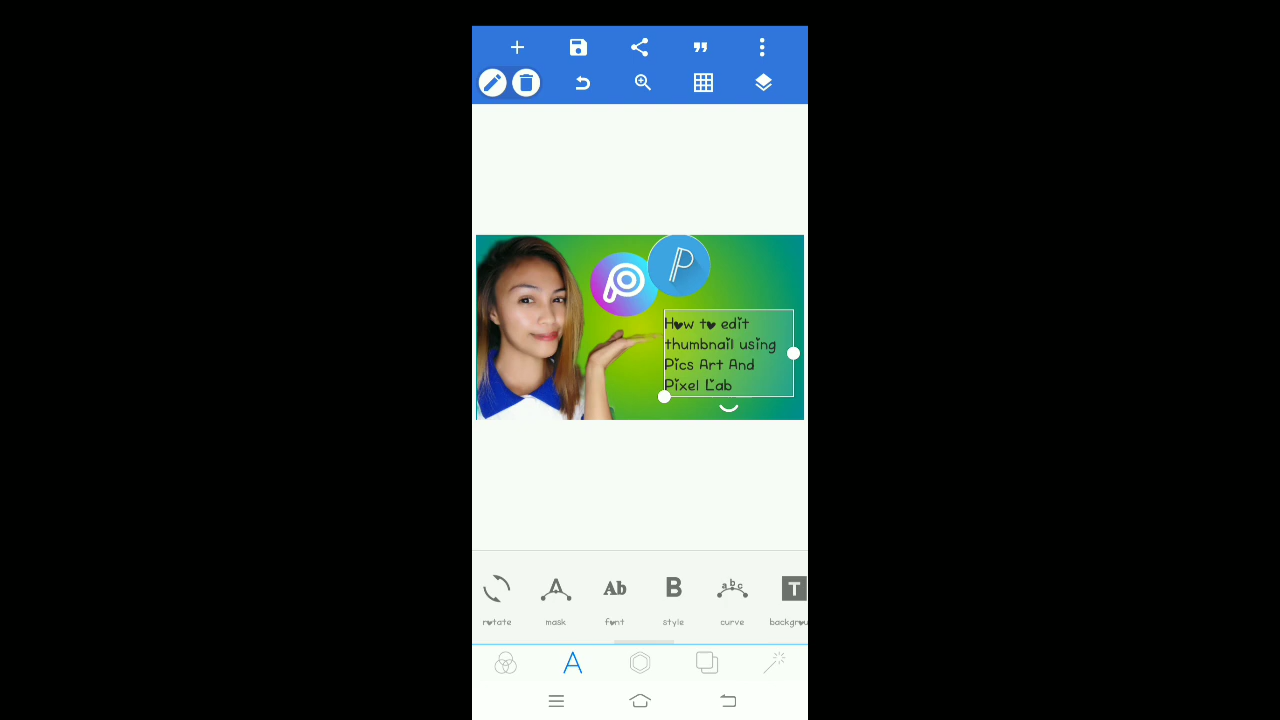 How to edit
thumbnail using
Pics Art And
Pixel Lab
Ab
B
abc
T
rotate
mask
font
style
curve
backgrou